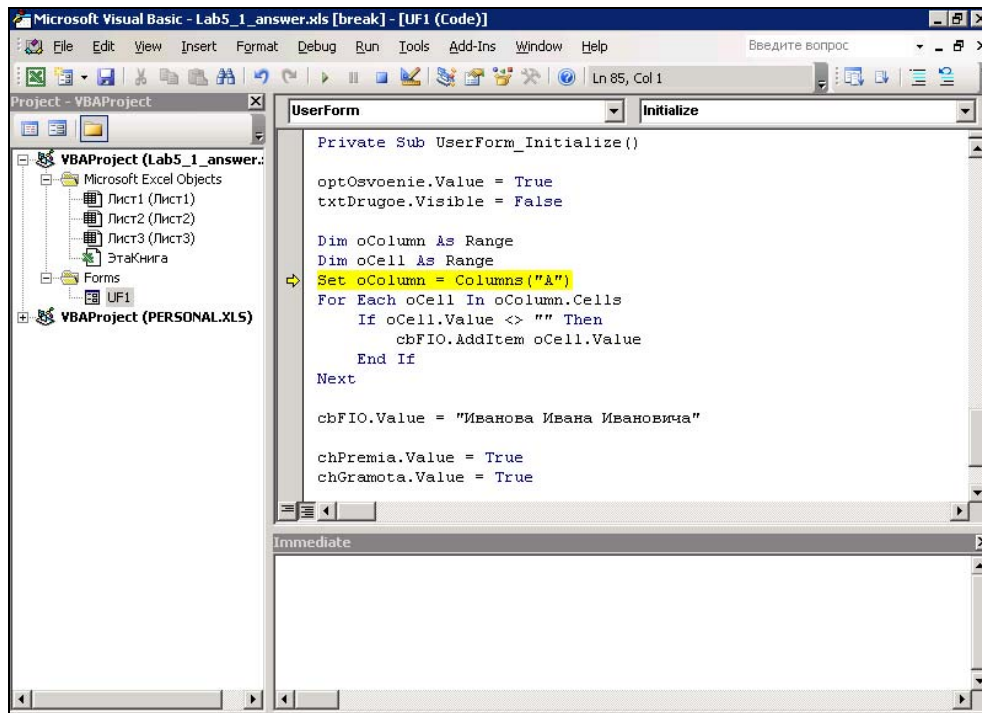 Microsoft Visual Basic - Lab5_1_answer.xls [break] - [UF1 (Code)]
File Edit View Insert Format Debug Run Tools Add-Ins Window Help Введите вопрос
Ln 85, Col 1
Project - VBAProject
VBAProject (Lab5_1_answer.:
Microsoft Excel Objects
Лист1 (Лист1)
Лист2 (Лист2)
Лист3 (Лист3)
ЭтаКнига
Forms
UF1
VBAProject (PERSONAL.XLS)
UserForm Initialize
Private Sub UserForm_Initialize()
optOsvoenie.Value = True
txtDrugoe.Visible = False
Dim oColumn As Range
Dim oCell As Range
Set oColumn = Columns("A")
For Each oCell In oColumn.Cells
If oCell.Value <> "" Then
cbFIO.AddItem oCell.Value
End If
Next
cbFIO.Value = "Иванова Ивана Ивановича"
chPremia.Value = True
chGramota.Value = True
Immediate